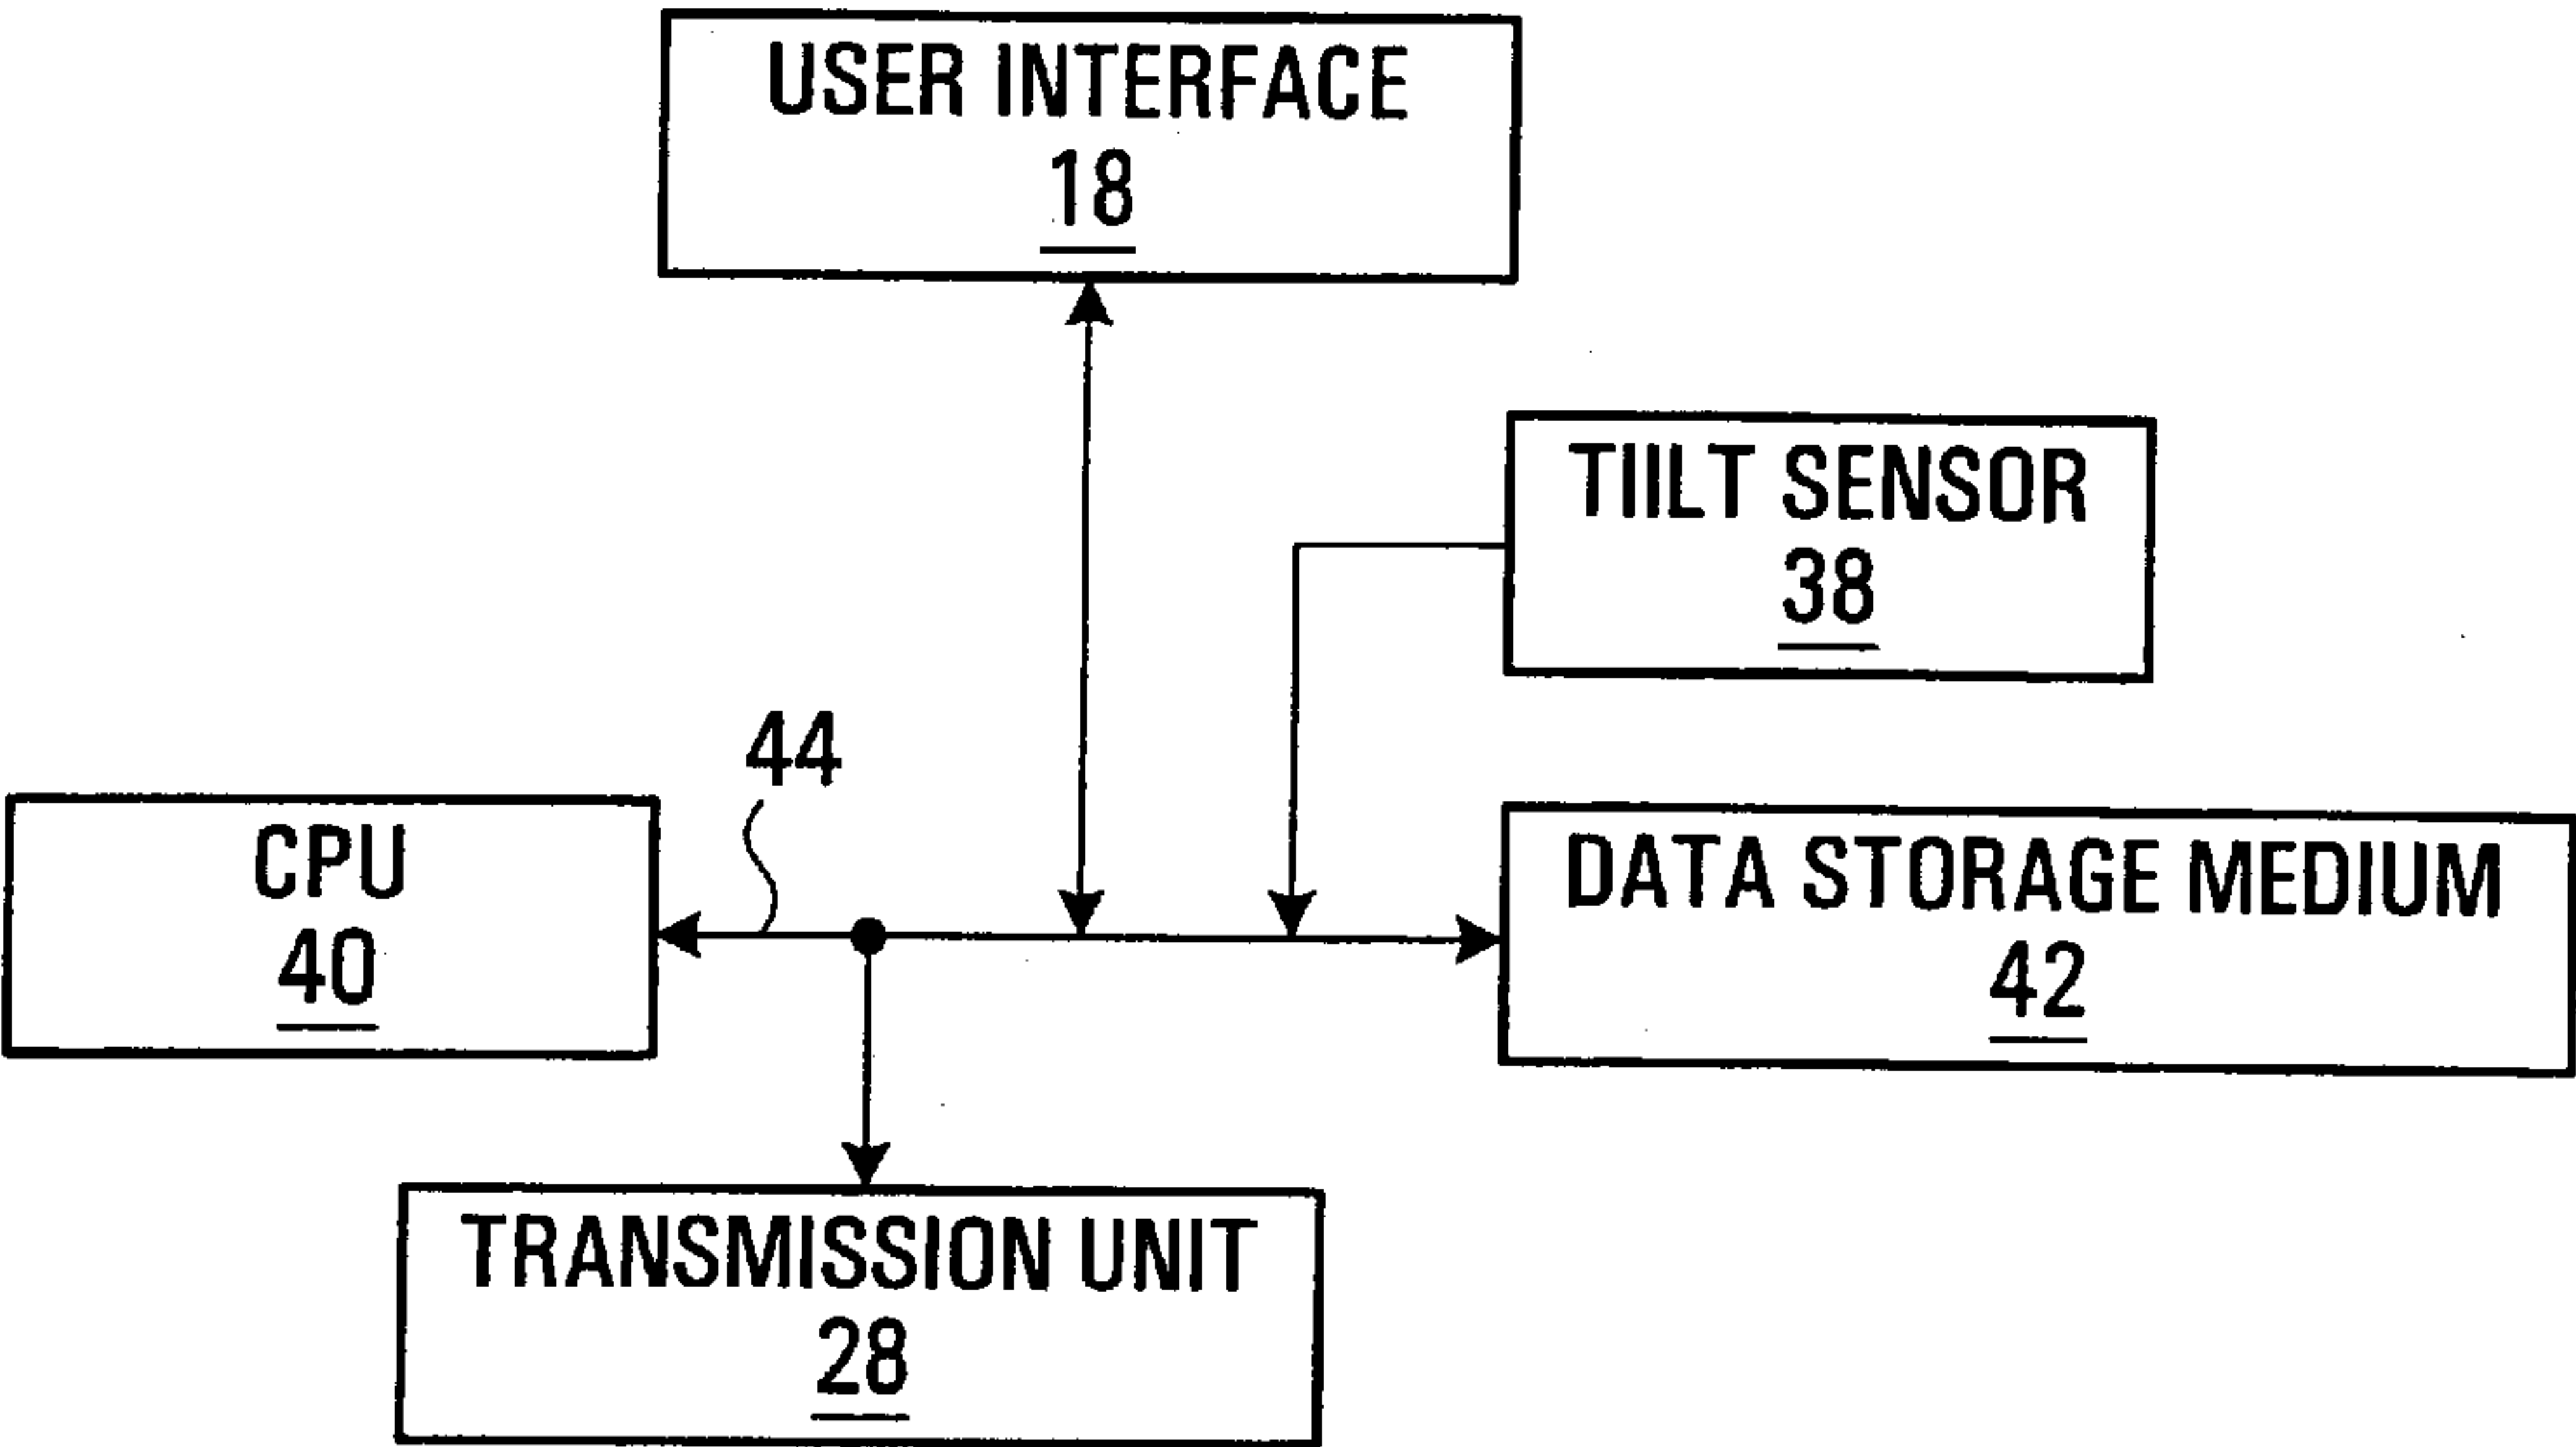 USER INTERFACE
18
TIILT SENSOR
38
44
CPU
40
DATA STORAGE MEDIUM
42
TRANSMISSION UNIT
28